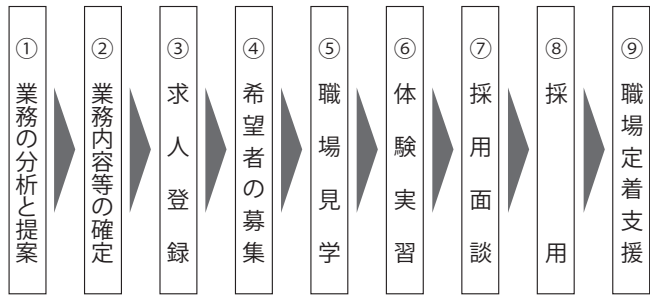 ①業務の分析と提案
②業務内容等の確定
③求人登録
④希望者の募集
⑤職場見学
⑥体験実習
⑦採用面談
⑧採用
⑨職場定着支援